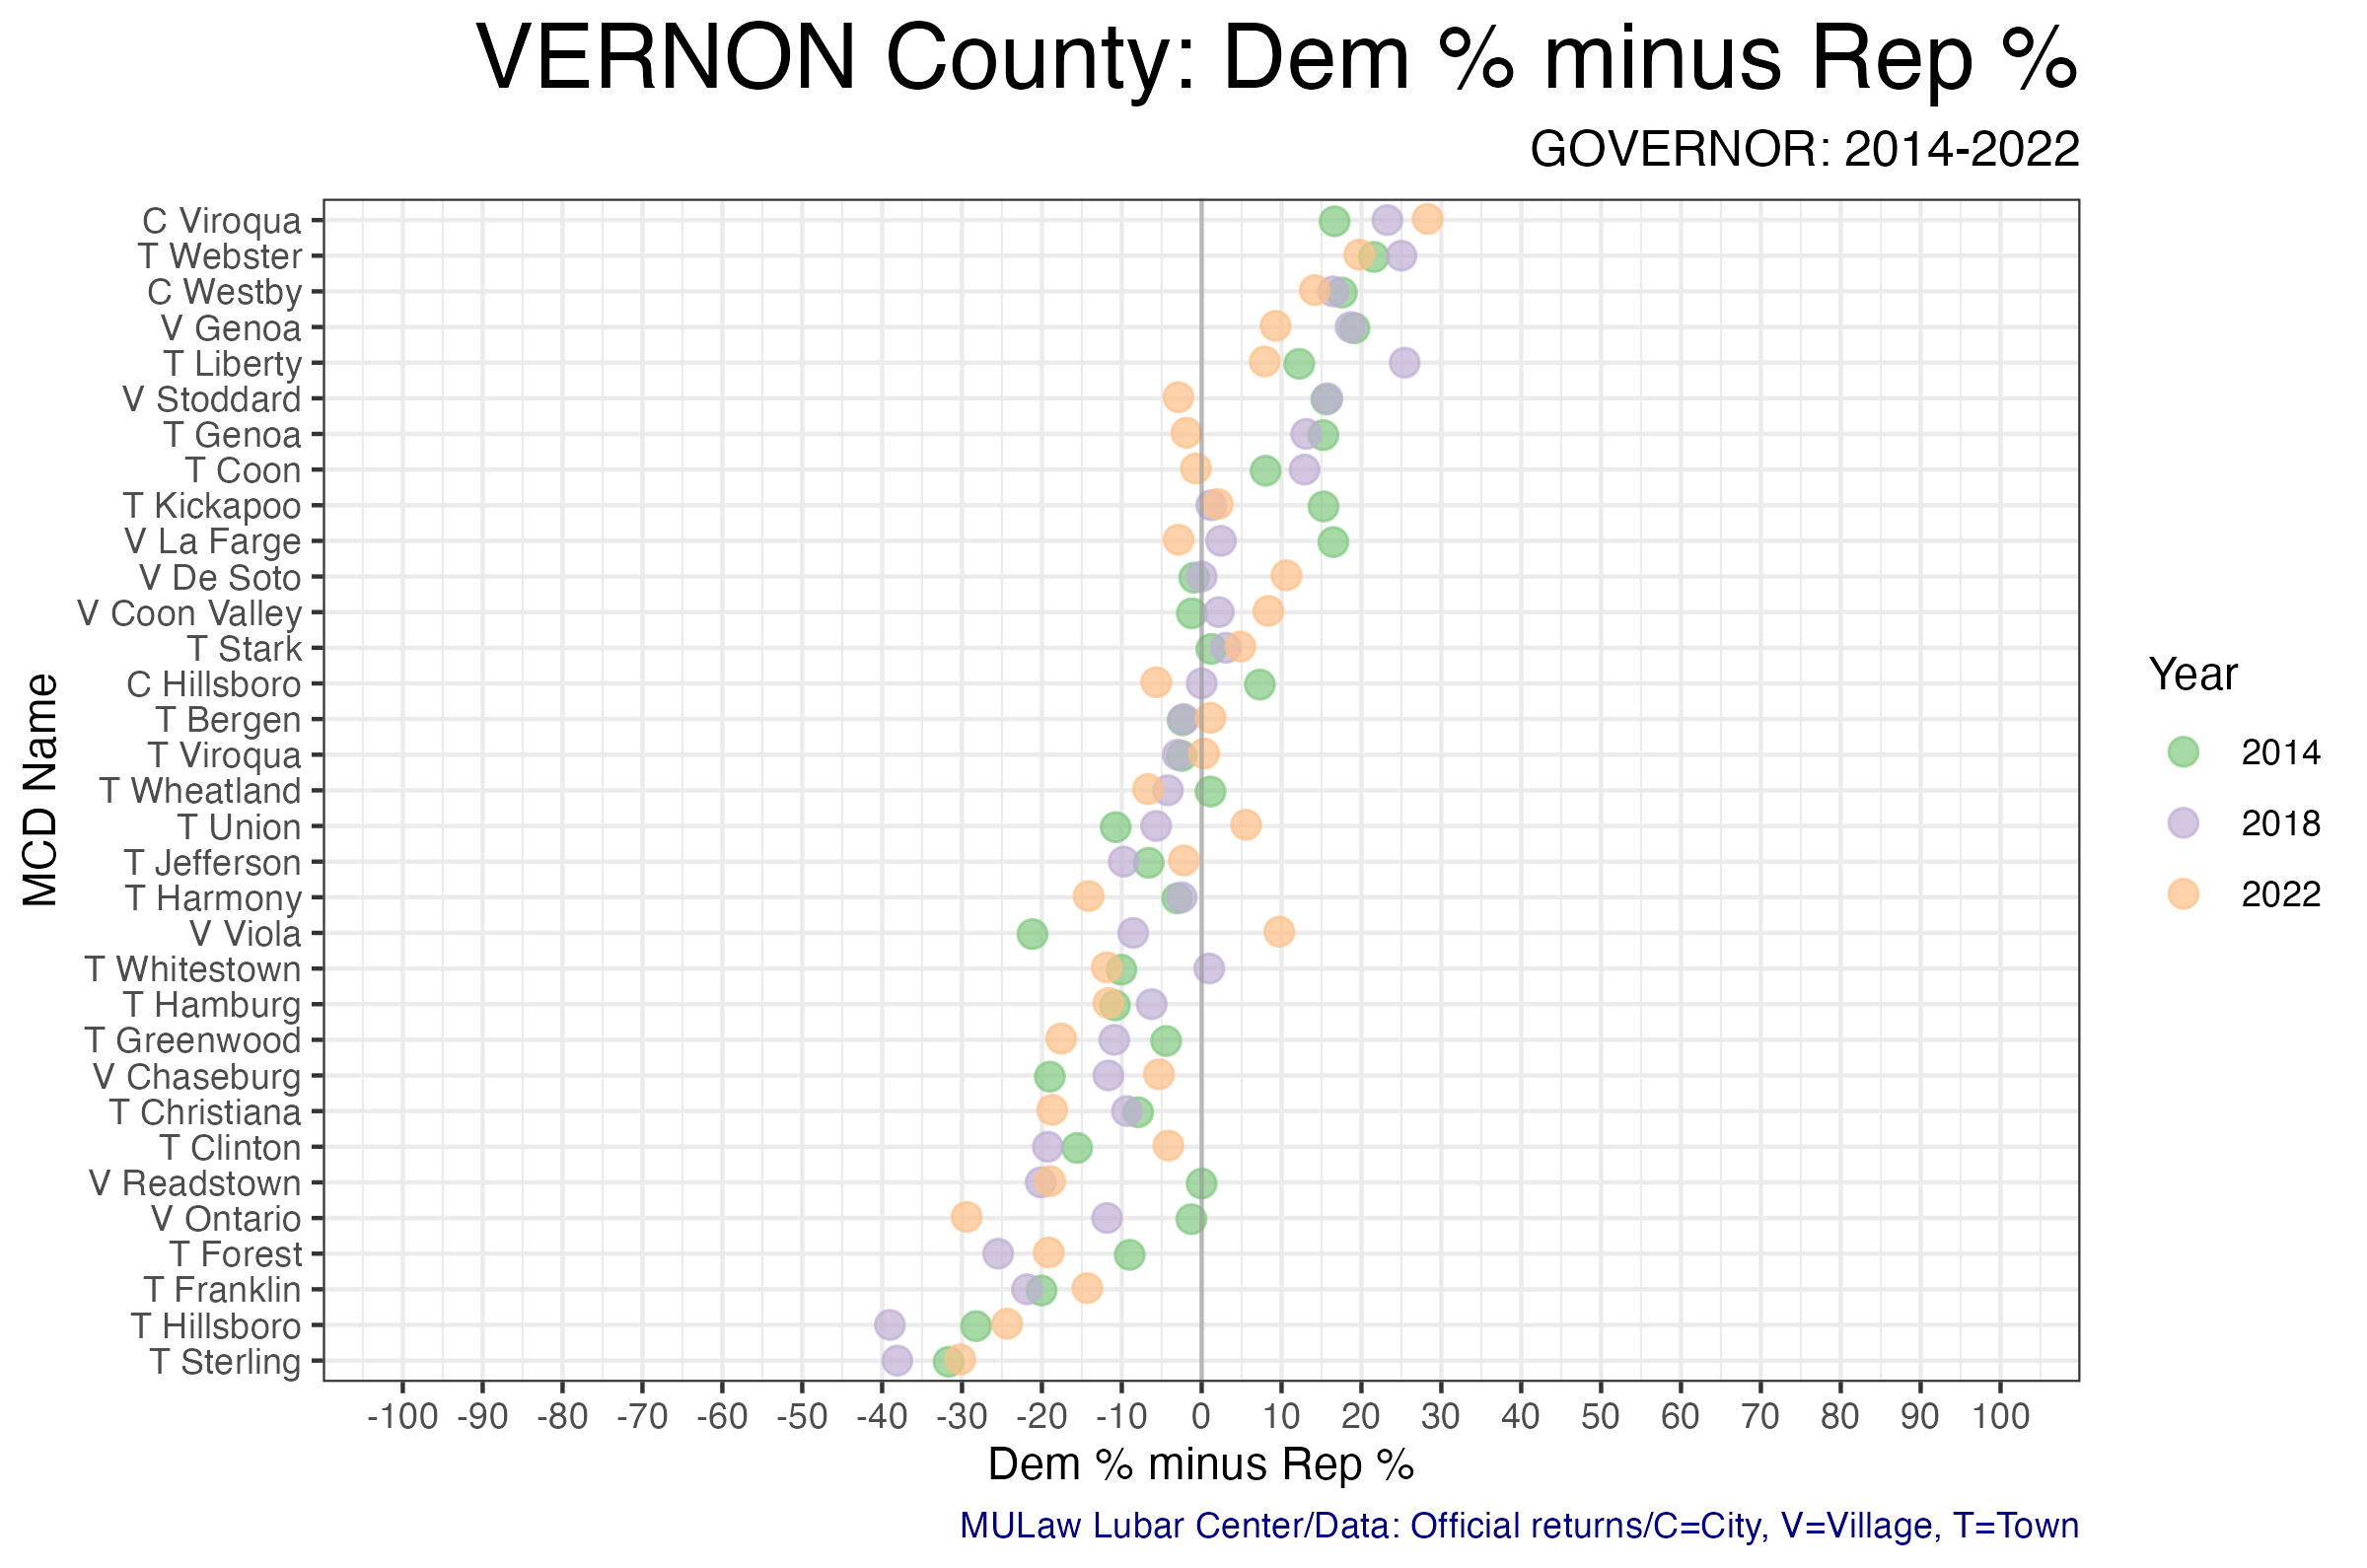 VERNON County: Dem % minus Rep %
GOVERNOR: 2014-2022
MCD Name
C Viroqua
T Webster
C Westby
V Genoa
T Liberty
V Stoddard
T Genoa
T Coon
T Kickapoo
V La Farge
V De Soto
V Coon Valley
T Stark
C Hillsboro
T Bergen
T Viroqua
T Wheatland
T Union
T Jefferson
T Harmony
V Viola
T Whitestown
T Hamburg
T Greenwood
V Chaseburg
T Christiana
T Clinton
V Readstown
V Ontario
T Forest
T Franklin
T Hillsboro
T Sterling
-100 -90 -80 -70 -60 -50 -40 -30 -20 -10 0 10 20 30 40 50 60 70 80 90 100
Dem % minus Rep %
Year
2014
2018
2022
MULaw Lubar Center/Data: Official returns/C=City, V=Village, T=Town